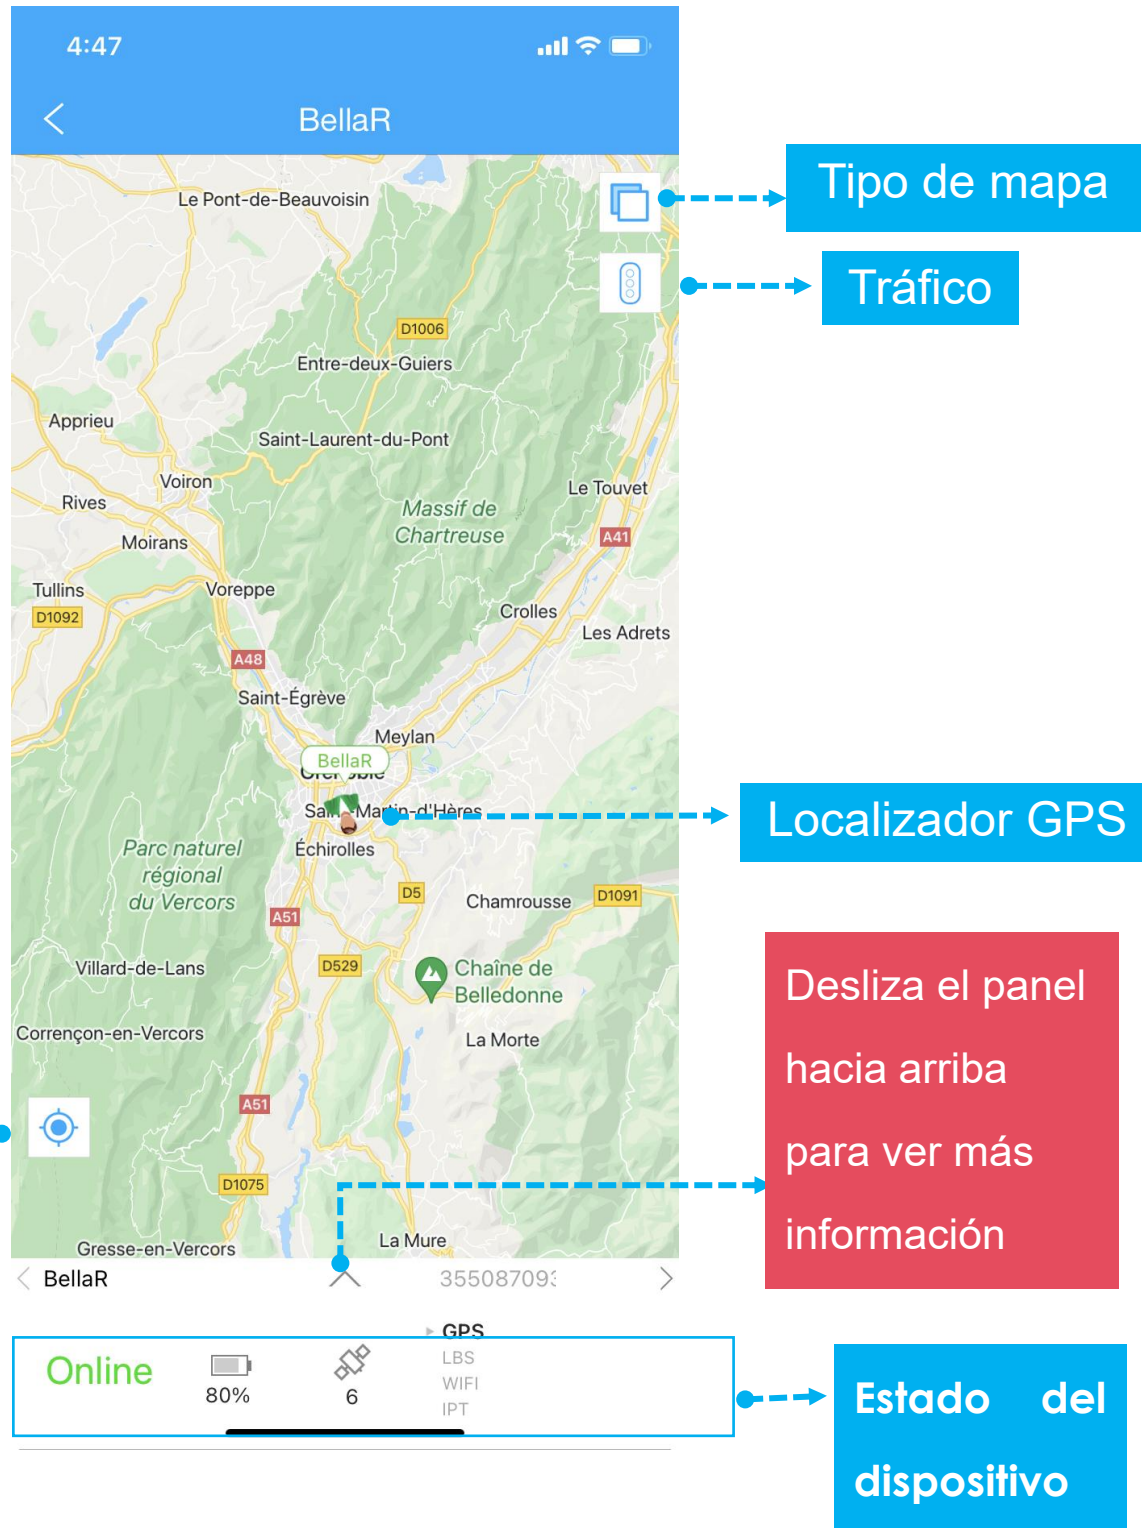 4:47
BellaR
Tipo de mapa
Le Pont-de-Beauvoisin
Tráfico
D1006
Entre-deux-Guiers
Apprieu
Saint-Laurent-du-Pont
Voiron
Le Touvet
Rives
Massif de
Chartreuse
A41
Moirans
Tullins
Voreppe
D1092
Crolles
Les Adrets
A48
Saint-Égrève
Meylan
BellaR
Localizador GPS
Échirolles
Parc naturel
régional
du Vercors
D5
Chamrousse
D1091
A51
Villard-de-Lans
D529
Chaîne de
Belledonne
Desliza el panel
hacia arriba
para ver más
información
Corrençon-en-Vercors
La Morte
A51
D1075
Gresse-en-Vercors
La Mure
BellaR
355087093
GPS
LBS
WIFI
IPT
Online
80%
6
Estado del
dispositivo